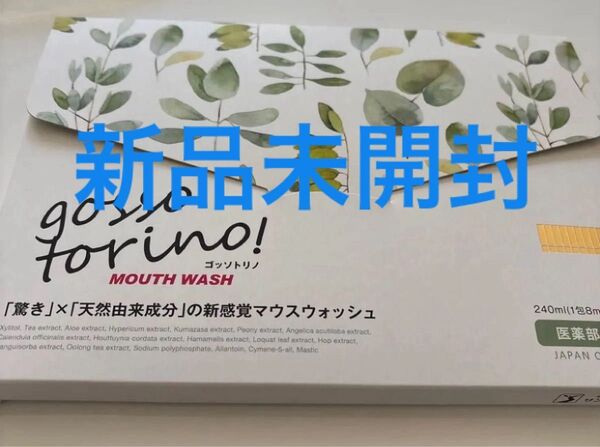 新品未開封
gosso
torino!
ゴッソトリノ
MOUTH WASH
「驚き」×「天然由来成分」の新感覚マウスウォッシュ
Xylitol, Tea extract, Aloe extract, Hypericum extract, Kumazasa extract, Peony extract, Angelica acutiloba extract,
Calendula officinalis extract, Houttuynia cordata extract, Hamamelis extract, Loquat leaf extract, Hop extract,
anguisorba extract, Oolong tea extract, Sodium polyphosphate, Allantoin, Cymene-5-ol, Mastic
240ml(1包8m
医薬部
JAPAN